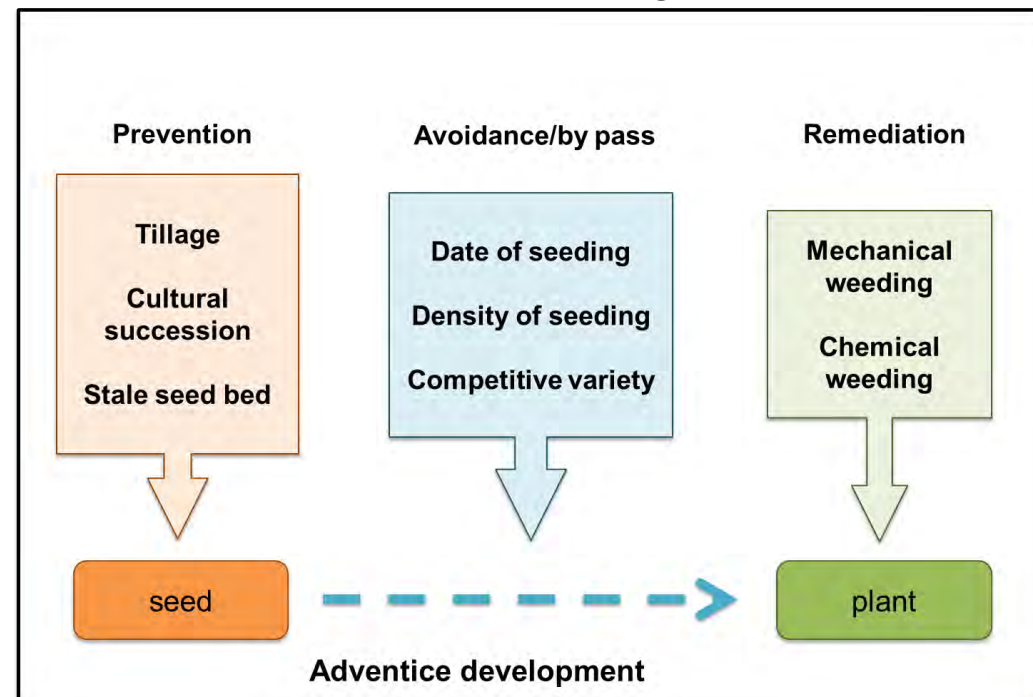 Prevention
Avoidance/by pass
Remediation
Tillage
Cultural
succession
Stale seed bed
Date of seeding
Density of seeding
Competitive variety
Mechanical
weeding
Chemical
weeding
seed
plant
Adventice development